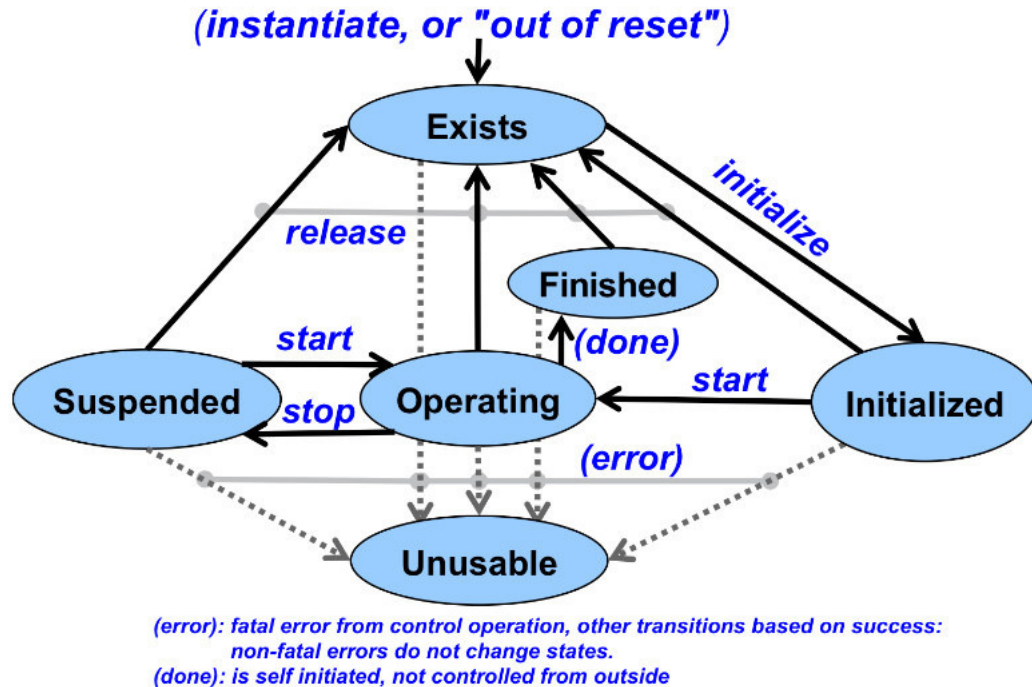 (instantiate, or "out of reset")
Exists
initialize
release
Finished
start
(done)
start
Suspended
stop
Operating
Initialized
(error)
Unusable
(error): fatal error from control operation, other transitions based on success:
non-fatal errors do not change states.
(done): is self initiated, not controlled from outside